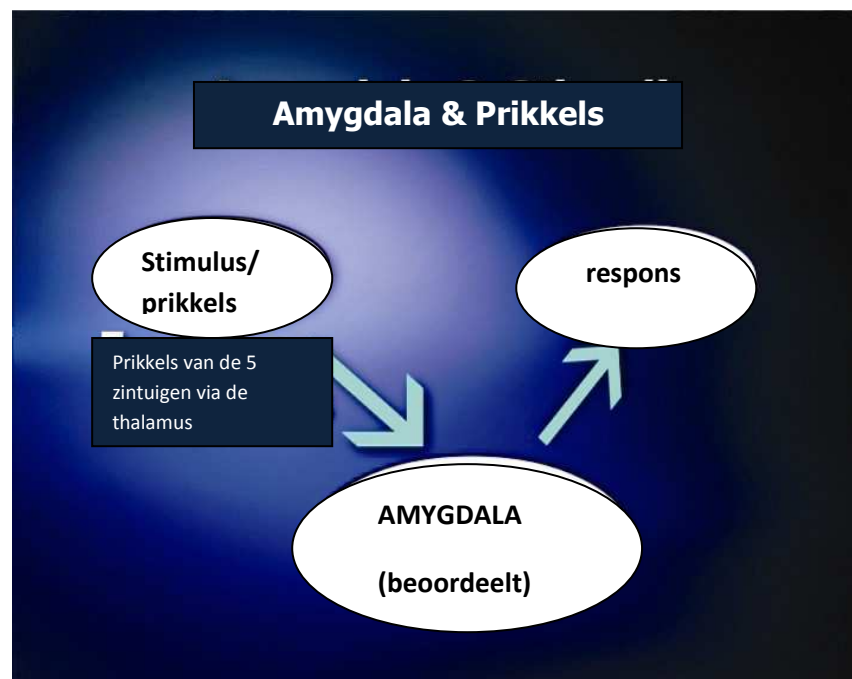 Amygdala & Prikkels
Stimulus/
prikkels
respons
Prikkels van de 5
zintuigen via de
thalamus
AMYGDALA
(beoordeelt)